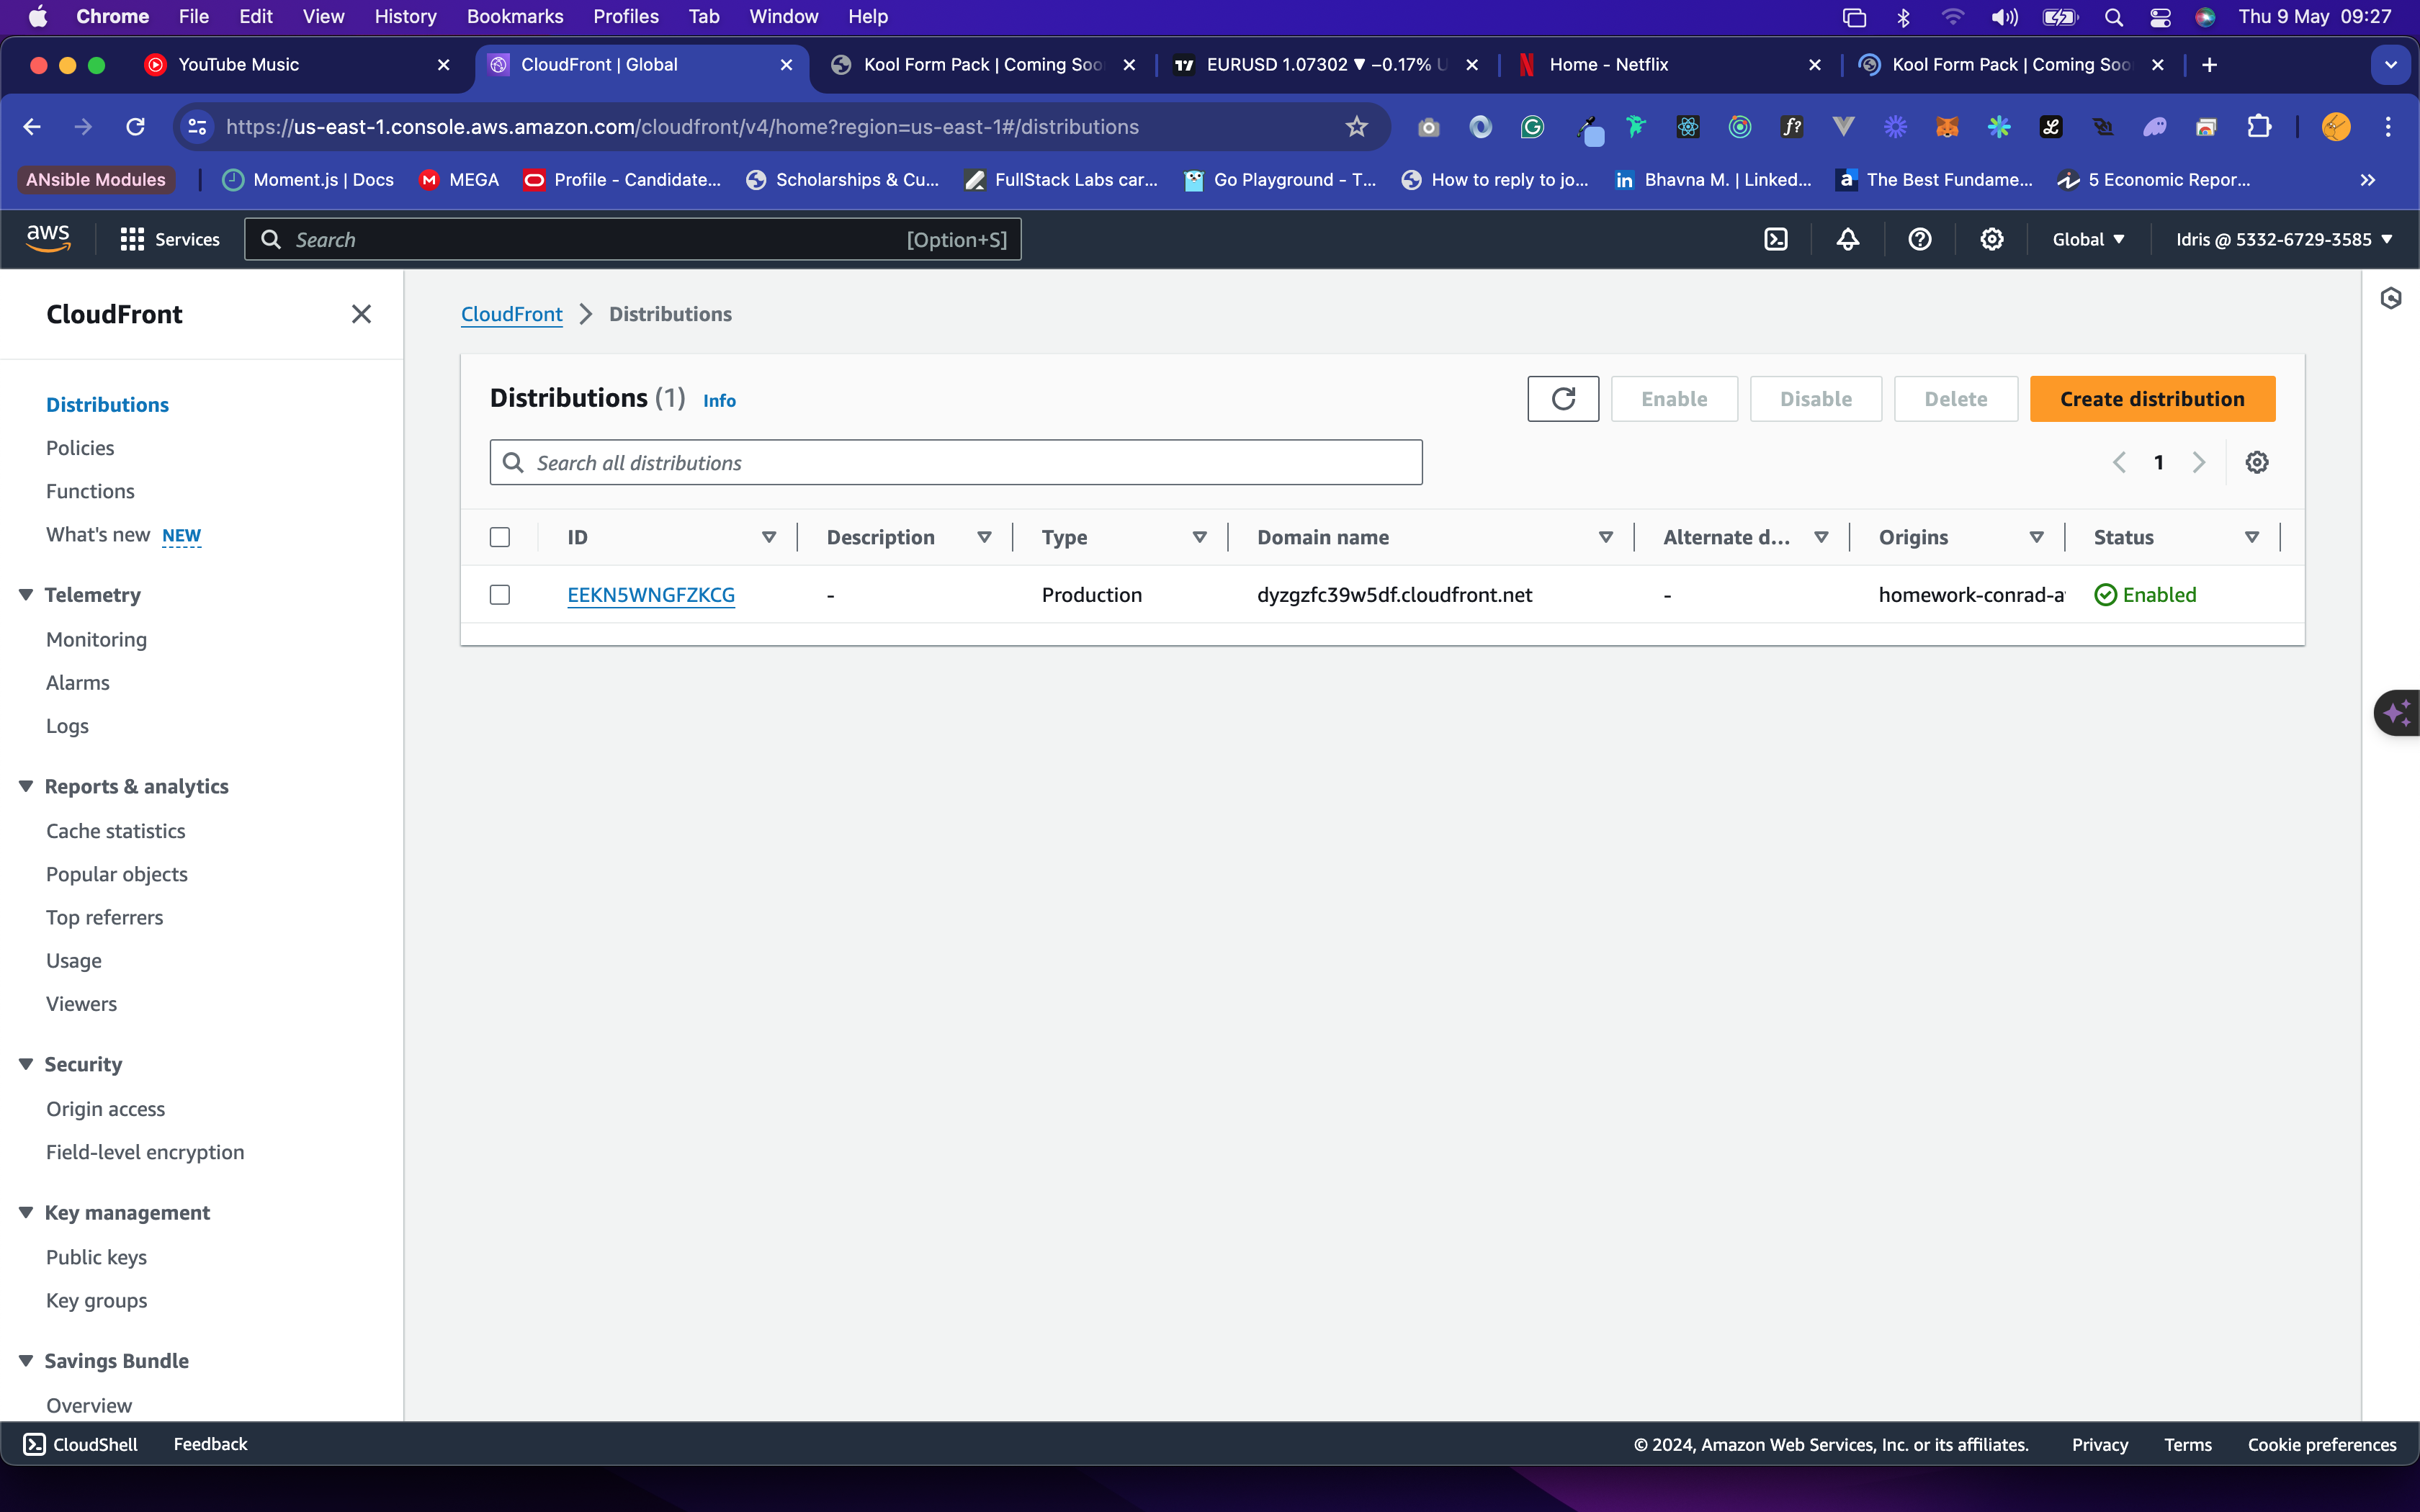 Chrome File Edit View History Bookmarks Profiles Tab Window Help Thu 9 May 09:27
YouTube Music CloudFront | Global Kool Form Pack | Coming Soo EURUSD 1.07302 ▼ −0.17% U Home - Netflix Kool Form Pack | Coming Soo
https://us-east-1.console.aws.amazon.com/cloudfront/v4/home?region=us-east-1#/distributions
ANsible Modules Moment.js | Docs MEGA Profile - Candidate... Scholarships & Cu... FullStack Labs car... Go Playground - T... How to reply to jo... Bhavna M. | Linked... The Best Fundame... 5 Economic Repor...
aws Services Search [Option+S] Global Idris @ 5332-6729-3585
CloudFront
Distributions
Policies
Functions
What's new NEW
Telemetry
Monitoring
Alarms
Logs
Reports & analytics
Cache statistics
Popular objects
Top referrers
Usage
Viewers
Security
Origin access
Field-level encryption
Key management
Public keys
Key groups
Savings Bundle
Overview
CloudFront Distributions
Distributions (1) Info Enable Disable Delete Create distribution
Search all distributions 1
ID Description Type Domain name Alternate d... Origins Status
EEKN5WNGFZKCG - Production dyzgzfc39w5df.cloudfront.net - homework-conrad-a Enabled
CloudShell Feedback © 2024, Amazon Web Services, Inc. or its affiliates. Privacy Terms Cookie preferences